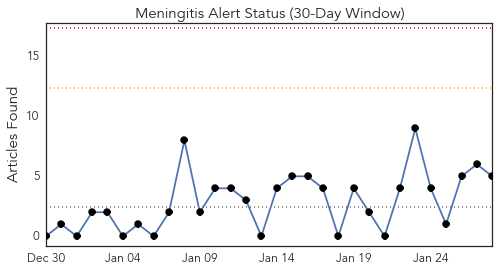 Meningitis Alert Status (30-Day Window)
Articles Found
15
10
5
0
Dec 30
Jan 04
Jan 09
Jan 14
Jan 19
Jan 24